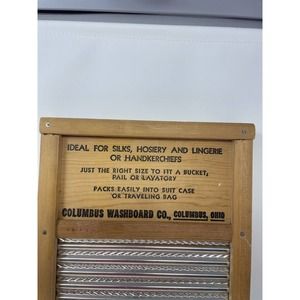 IDEAL FOR SILKS, HOSIERY AND LINGERIE
OR HANDKERCHIEFS
JUST THE RIGHT SIZE TO FIT A BUCKET,
PAIL OR LAVATORY
PACKS EASILY INTO SUIT CASE
OR TRAVELING BAG
COLUMBUS WASHBOARD CO., COLUMBUS, OHIO